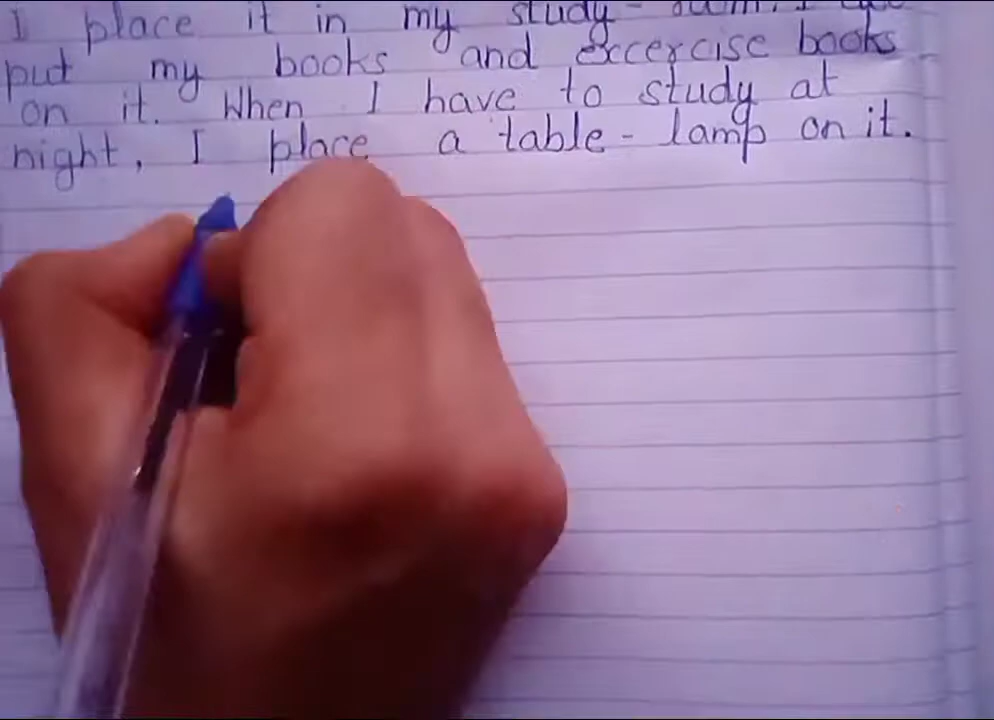 I place it in my study-
put my books and excercise books
on it. When I have to study at
night, I place a table-lamp on it.